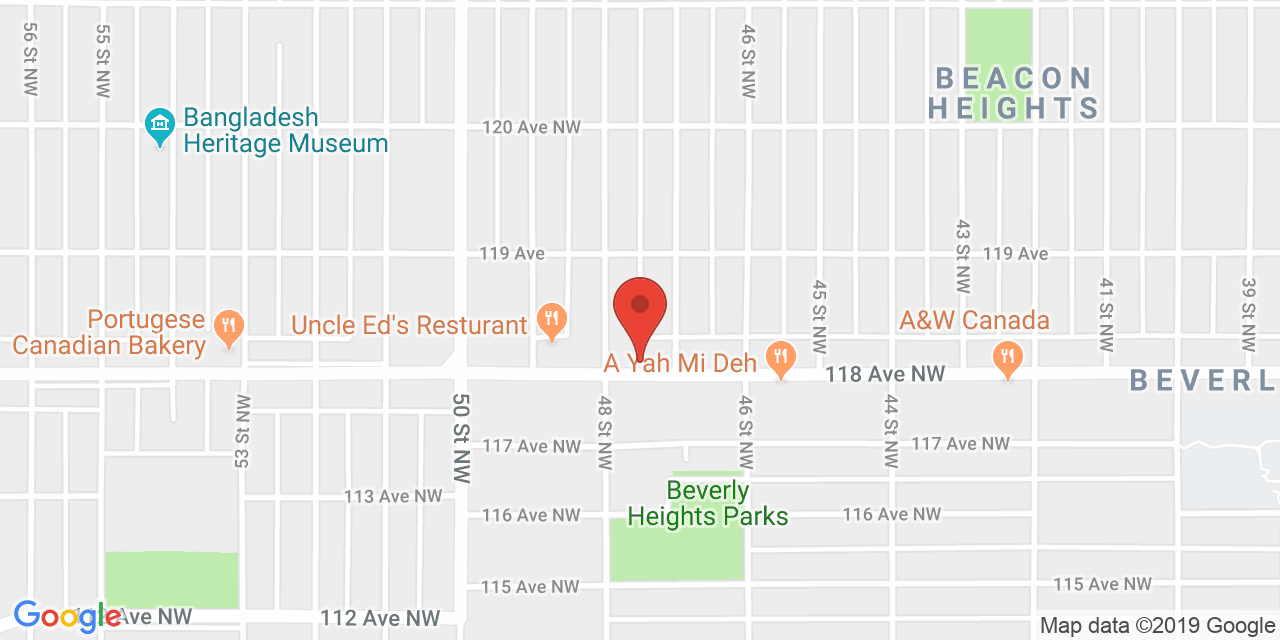 56 St NW
55 St NW
46 St NW
BEACON
HEIGHTS
Bangladesh
Heritage Museum
120 Ave NW
43 St NW
119 Ave
119 Ave
45 St NW
41 St NW
39 St NW
Portugese
Canadian Bakery
Uncle Ed's Resturant
A&W Canada
A Yah Mi Deh
118 Ave NW
BEVERL
53 St NW
50 St NW
48 St NW
46 St NW
44 St NW
117 Ave NW
117 Ave NW
113 Ave NW
Beverly
Heights Parks
116 Ave NW
116 Ave NW
115 Ave NW
115 Ave NW
Google
Ave NW
112 Ave NW
Map data ©2019 Google